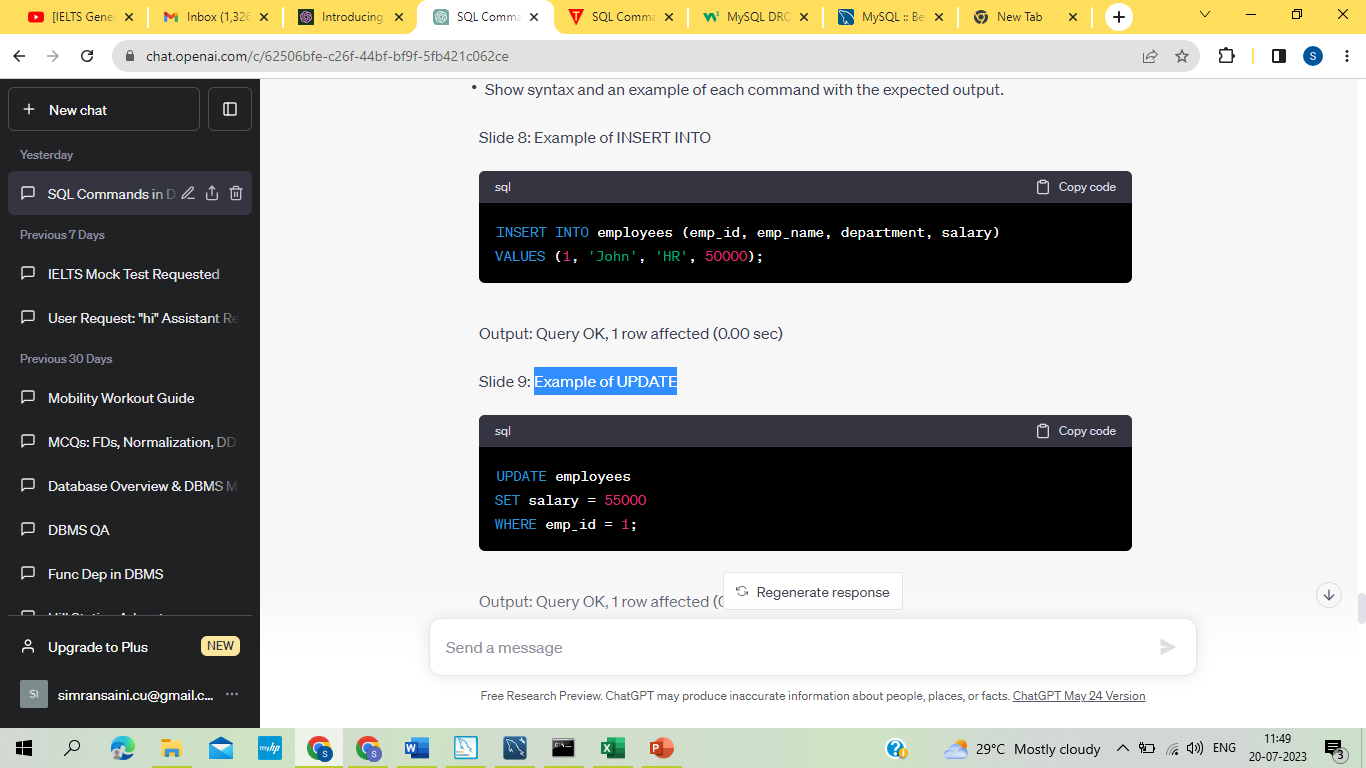 [IELTS Gene
Inbox (1,326
Introducing
SQL Comma
SQL Comma
MySQL DRO
MySQL :: Be
New Tab
chat.openai.com/c/62506bfe-c26f-44bf-bf9f-5fb421c062ce
S
New chat
Yesterday
SQL Commands in D
Previous 7 Days
IELTS Mock Test Requested
User Request: "hi" Assistant Re
Previous 30 Days
Mobility Workout Guide
MCQs: FDs, Normalization, DD
Database Overview & DBMS M
DBMS QA
Func Dep in DBMS
Upgrade to Plus
NEW
SI
simransaini.cu@gmail.c...
• Show syntax and an example of each command with the expected output.
Slide 8: Example of INSERT INTO
sql
Copy code
INSERT INTO employees (emp_id, emp_name, department, salary)
VALUES (1, 'John', 'HR', 50000);
Output: Query OK, 1 row affected (0.00 sec)
Slide 9: Example of UPDATE
sql
Copy code
UPDATE employees
SET salary = 55000
WHERE emp_id = 1;
Output: Query OK, 1 row affected (0
Regenerate response
Send a message
Free Research Preview. ChatGPT may produce inaccurate information about people, places, or facts. ChatGPT May 24 Version
29°C Mostly cloudy
ENG
11:49
20-07-2023
3